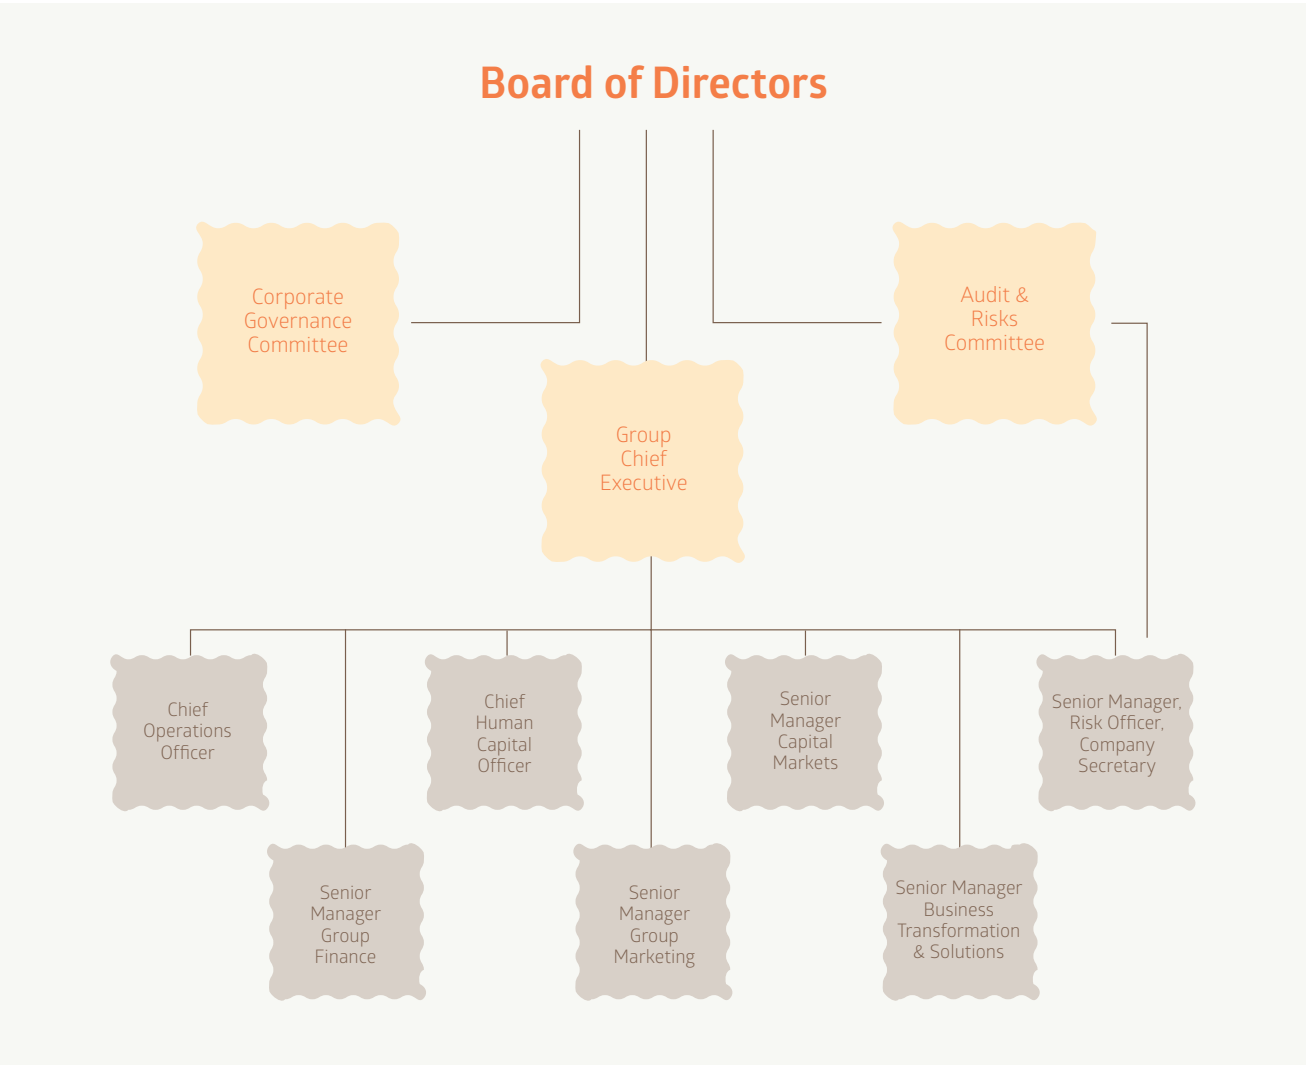 Board of Directors
Corporate
Governance
Committee
Audit &
Risks
Committee
Group
Chief
Executive
Chief
Operations
Officer
Chief
Human
Capital
Officer
Senior
Manager
Capital
Markets
Senior Manager,
Risk Officer,
Company
Secretary
Senior
Manager
Group
Finance
Senior
Manager
Group
Marketing
Senior Manager
Business
Transformation
& Solutions